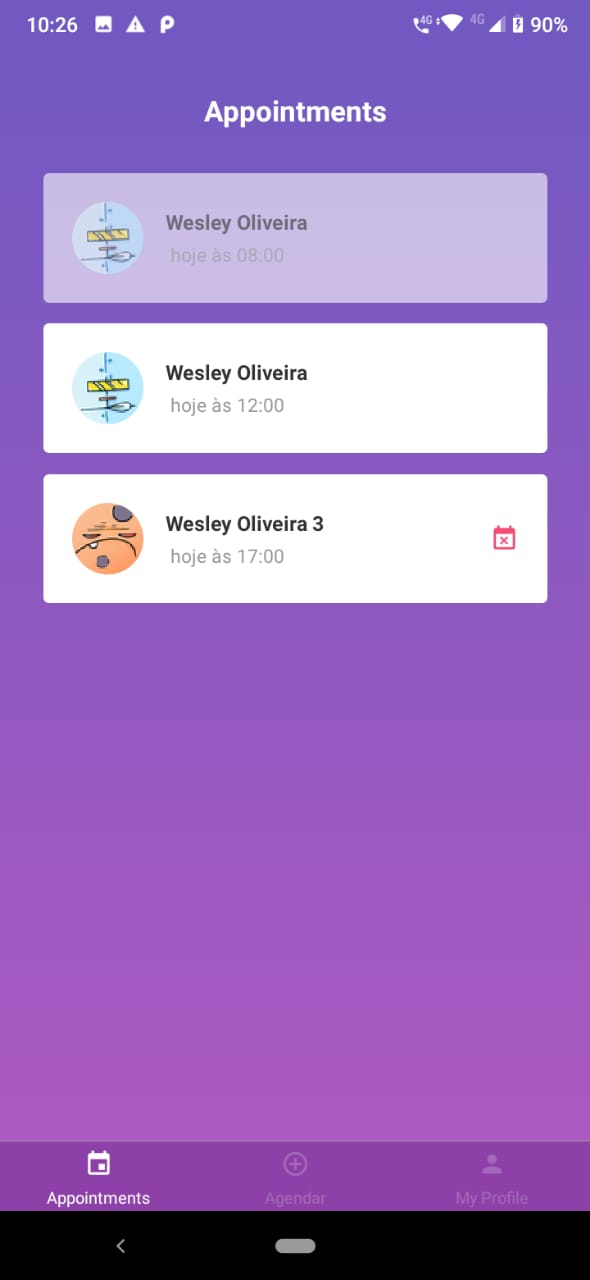 10:26
4G
4G
90%
Appointments
Wesley Oliveira
hoje às 08:00
Wesley Oliveira
hoje às 12:00
Wesley Oliveira 3
hoje às 17:00
Appointments
Agendar
My Profile